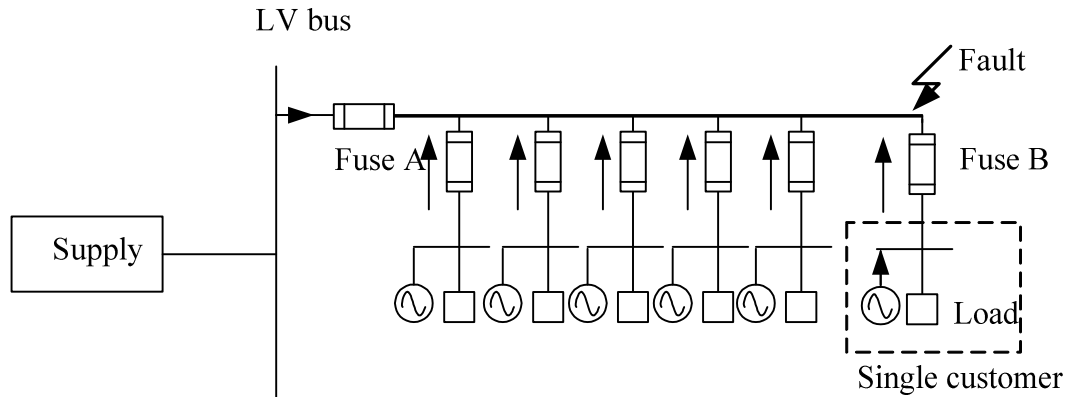 LV bus
Fault
Fuse A
Fuse B
Supply
Load
Single customer